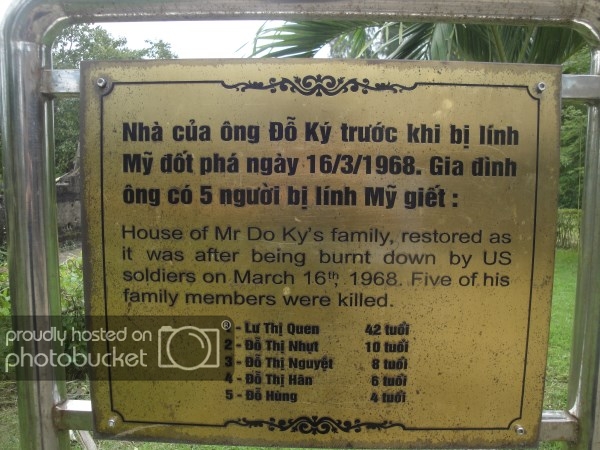 Nhà của ông Đỗ Ký trước khi bị lính
Mỹ đốt phá ngày 16/3/1968. Gia đình
ông có 5 người bị lính Mỹ giết :
House of Mr Do Ky's family, restored as
it was after being burnt down by US
soldiers on March 16th, 1968. Five of his
family members were killed.
1 - Lư Thị Quen 42 tuổi
2 - Đỗ Thị Nhựt 10 tuổi
3 - Đỗ Thị Nguyệt 8 tuổi
4 - Đỗ Thị Hân 6 tuổi
5 - Đỗ Hùng 4 tuổi
proudly hosted on
photobucket®